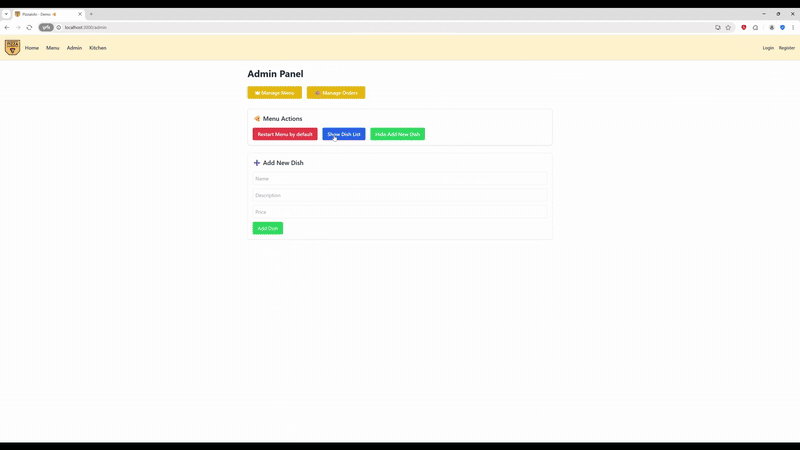 Pizzeria - Demo
gifs
localhost:3000/admin
PIZZA
Home
Menu
Admin
Kitchen
Login
Register
Admin Panel
Manage Menu
Manage Orders
Menu Actions
Restart Menu by default
Show Dish List
Hide Add New Dish
Add New Dish
Name
Description
Price
Add Dish